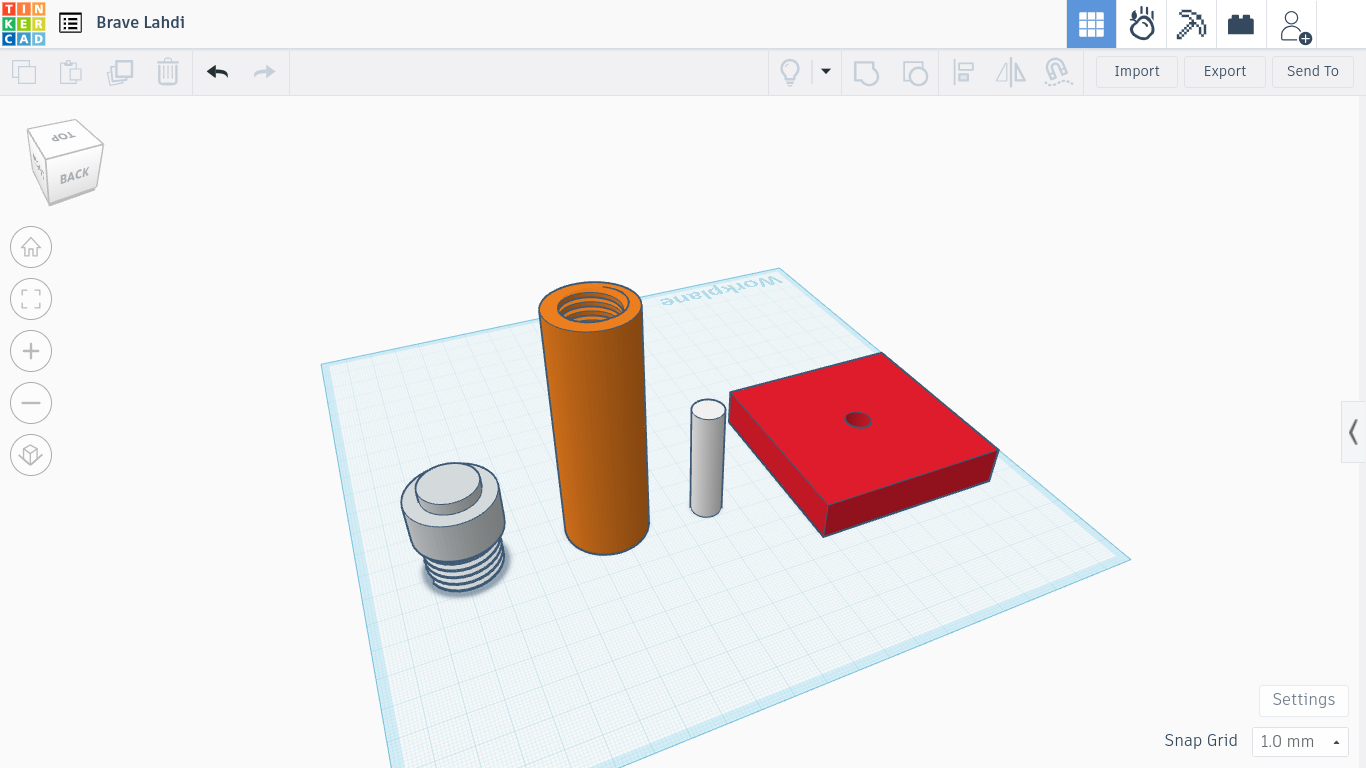 TIN
KER
CAD
Brave Lahdi
Import
Export
Send To
TOP
BACK
Workplane
Settings
Snap Grid
1.0 mm